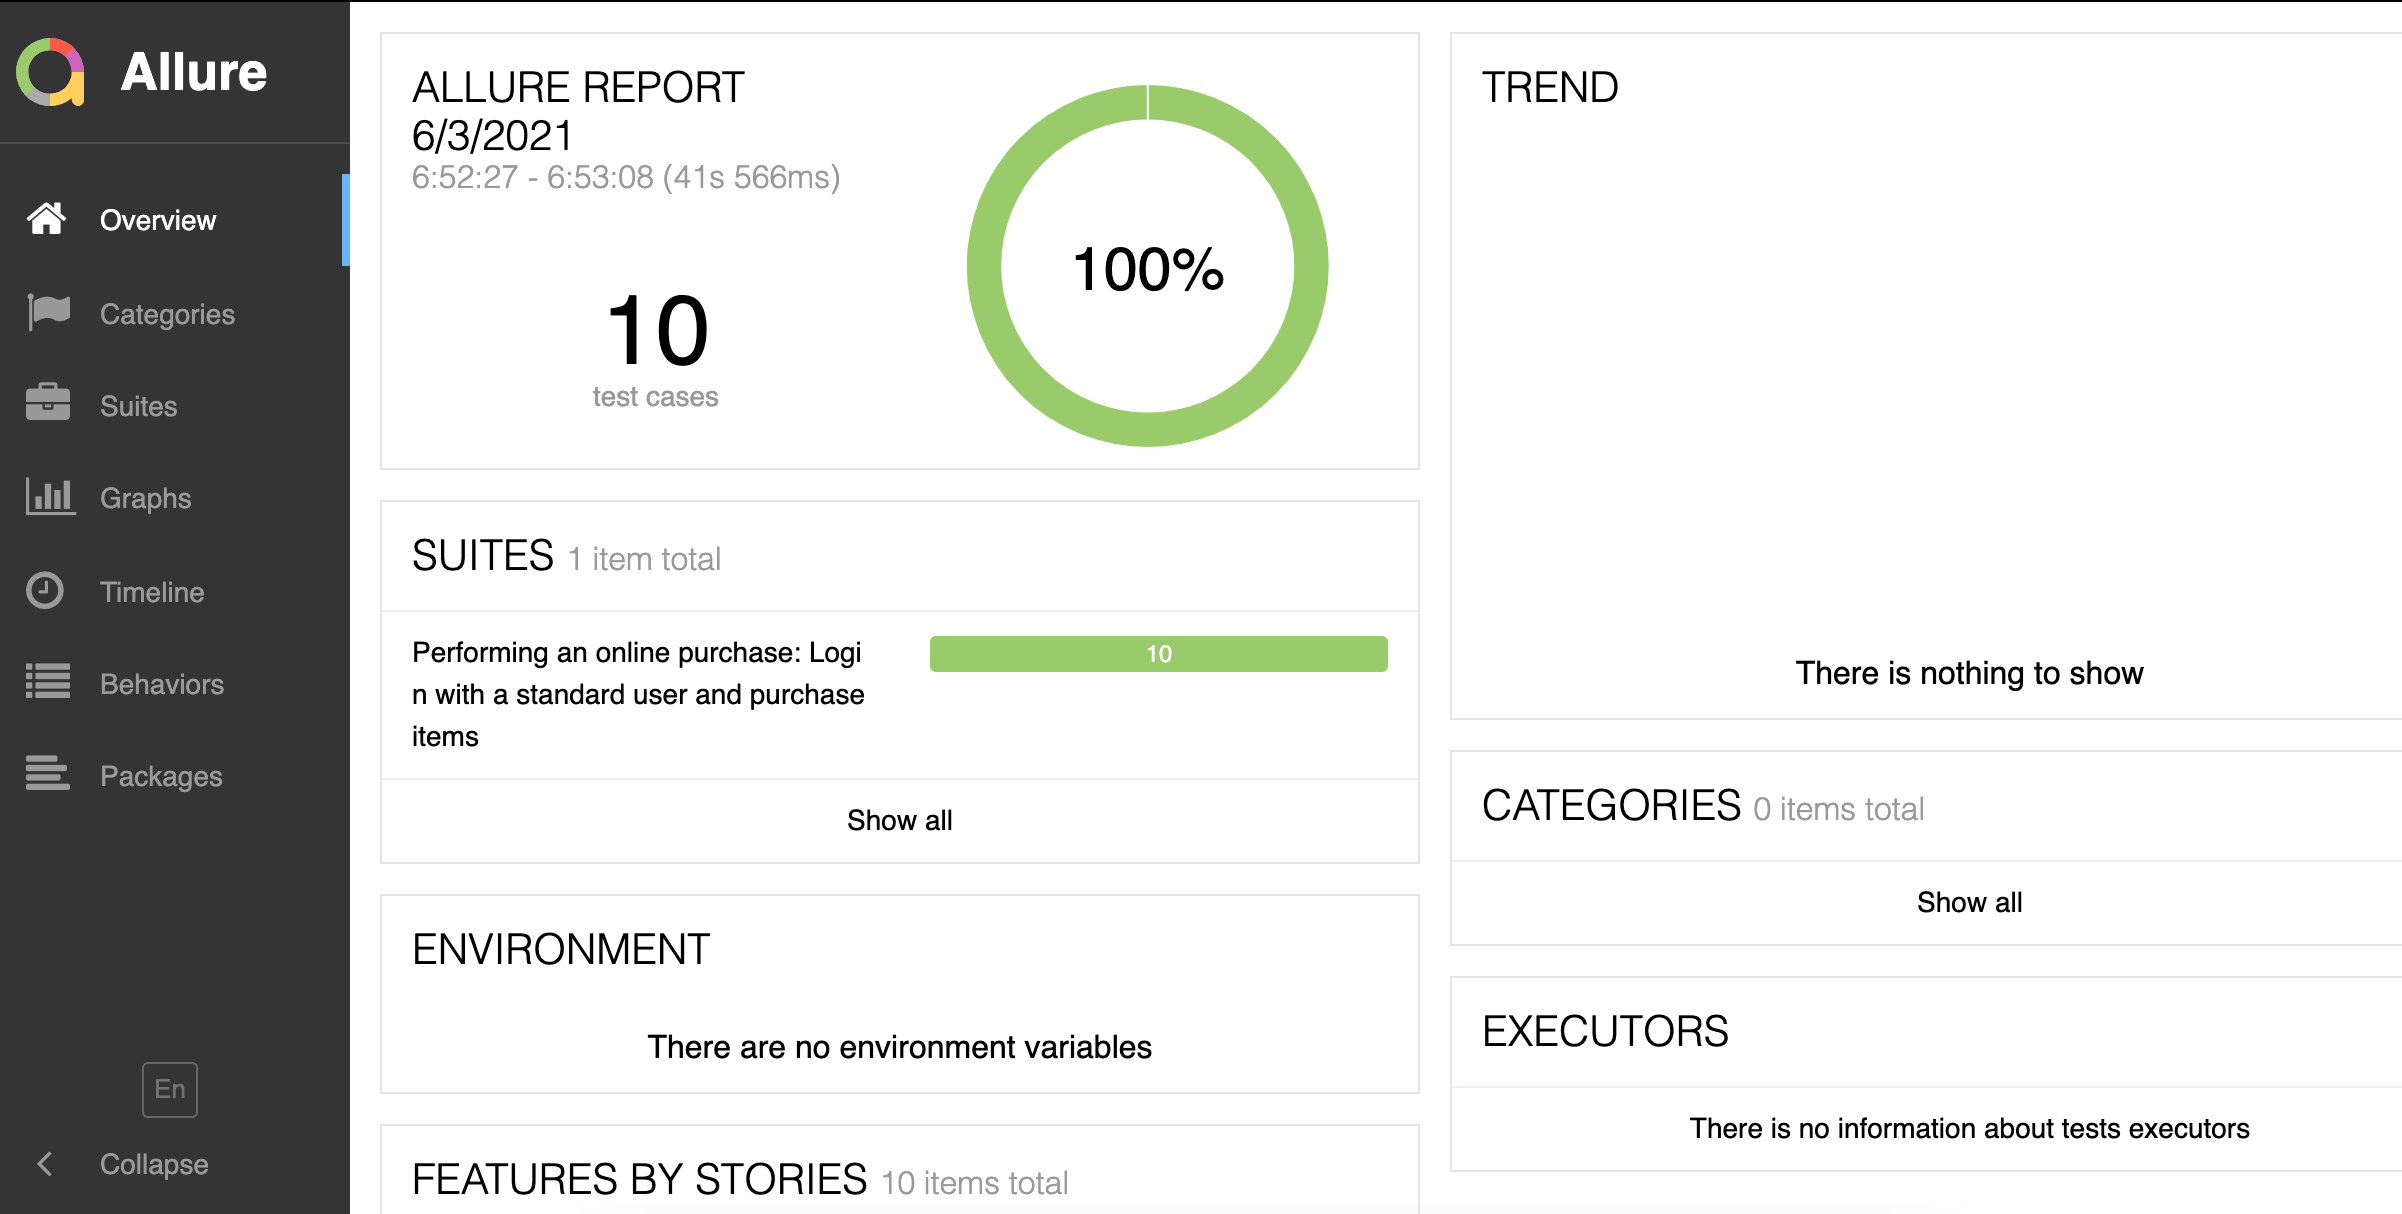 Allure
Overview
Categories
Suites
Graphs
Timeline
Behaviors
Packages
En
Collapse
ALLURE REPORT
6/3/2021
6:52:27 - 6:53:08 (41s 566ms)
10
test cases
100%
SUITES 1 item total
Performing an online purchase: Logi
n with a standard user and purchase
items
10
Show all
ENVIRONMENT
There are no environment variables
FEATURES BY STORIES 10 items total
TREND
There is nothing to show
CATEGORIES 0 items total
Show all
EXECUTORS
There is no information about tests executors